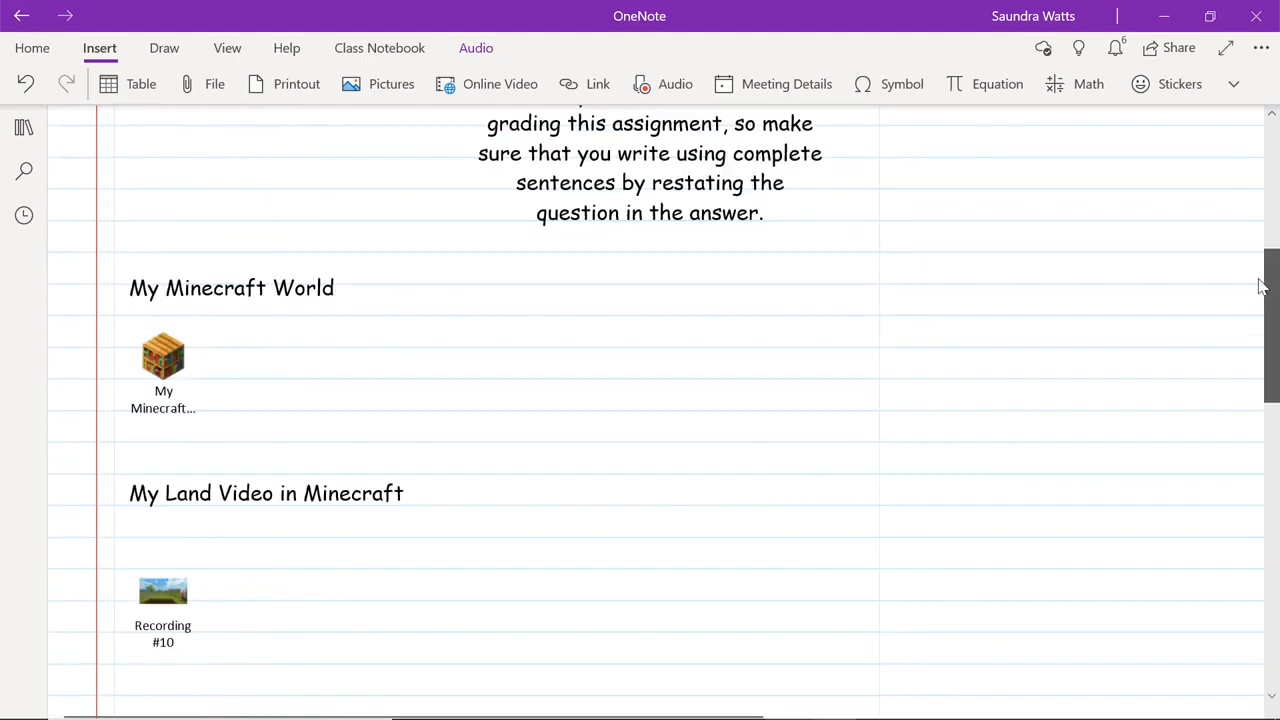 OneNote
Saundra Watts
Home Insert Draw View Help Class Notebook Audio
6
Share
Table File Printout Pictures Online Video Link Audio Meeting Details Symbol Equation Math Stickers
grading this assignment, so make
sure that you write using complete
sentences by restating the
question in the answer.
My Minecraft World
My
Minecraft...
My Land Video in Minecraft
Recording
#10